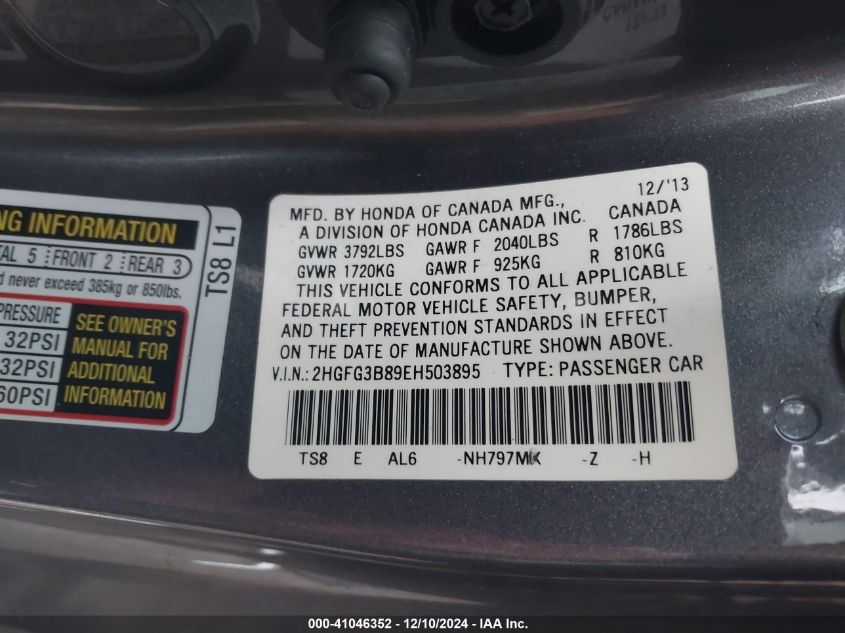 CANADA
12/'13
MFD. BY HONDA OF CANADA MFG.,
A DIVISION OF HONDA CANADA INC. CANADA
GVWR 3792LBS GAWR F 2040LBS R 1786LBS
GVWR 1720KG GAWR F 925KG R 810KG
THIS VEHICLE CONFORMS TO ALL APPLICABLE
FEDERAL MOTOR VEHICLE SAFETY, BUMPER,
AND THEFT PREVENTION STANDARDS IN EFFECT
ON THE DATE OF MANUFACTURE SHOWN ABOVE.
V.I.N.: 2HGFG3B89EH503895 TYPE: PASSENGER CAR
TS8 E AL6 -NH797MX -Z -H
INFORMATION
5 FRONT 2 REAR 3
never exceed 385kg or 850lbs.
PRESSURE
32PSI
32PSI
60PSI
SEE OWNER'S
MANUAL FOR
ADDITIONAL
INFORMATION
TS8 L1
000-41046352 - 12/10/2024 - IAA Inc.